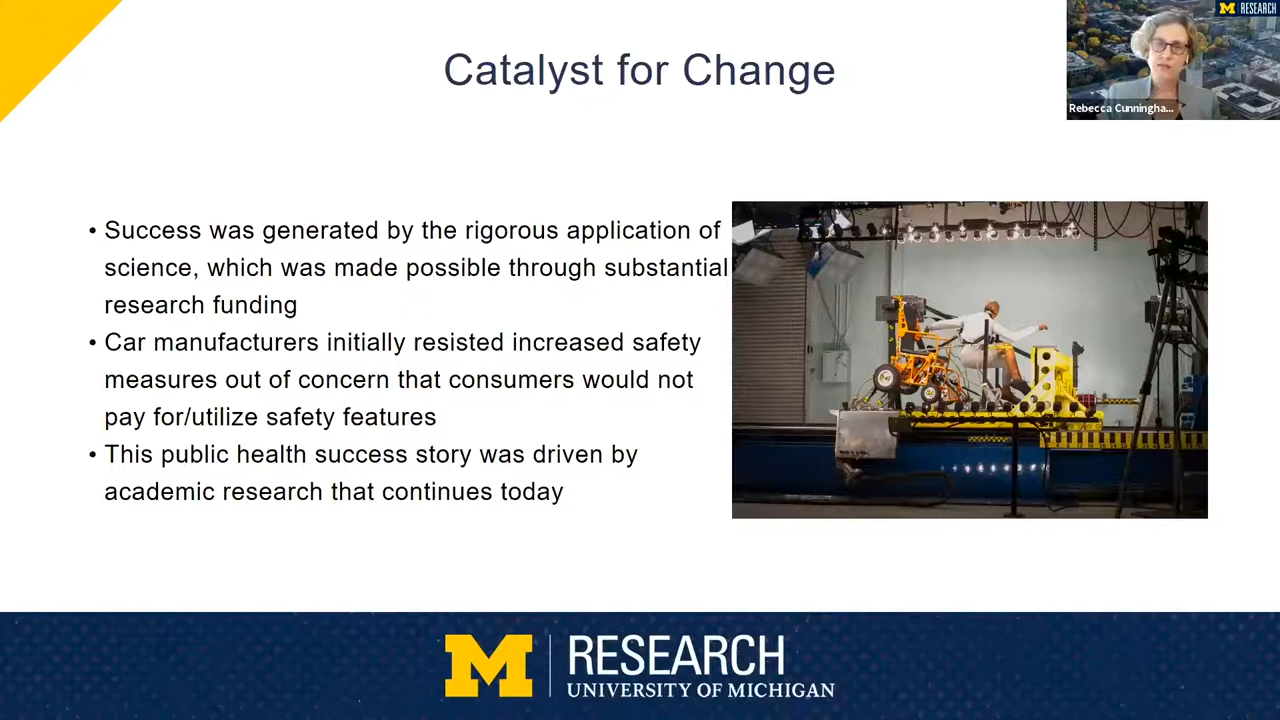 Catalyst for Change
M | RESEARCH
Rebecca Cunningha...
• Success was generated by the rigorous application of
science, which was made possible through substantial
research funding
• Car manufacturers initially resisted increased safety
measures out of concern that consumers would not
pay for/utilize safety features
• This public health success story was driven by
academic research that continues today
M | RESEARCH
UNIVERSITY OF MICHIGAN